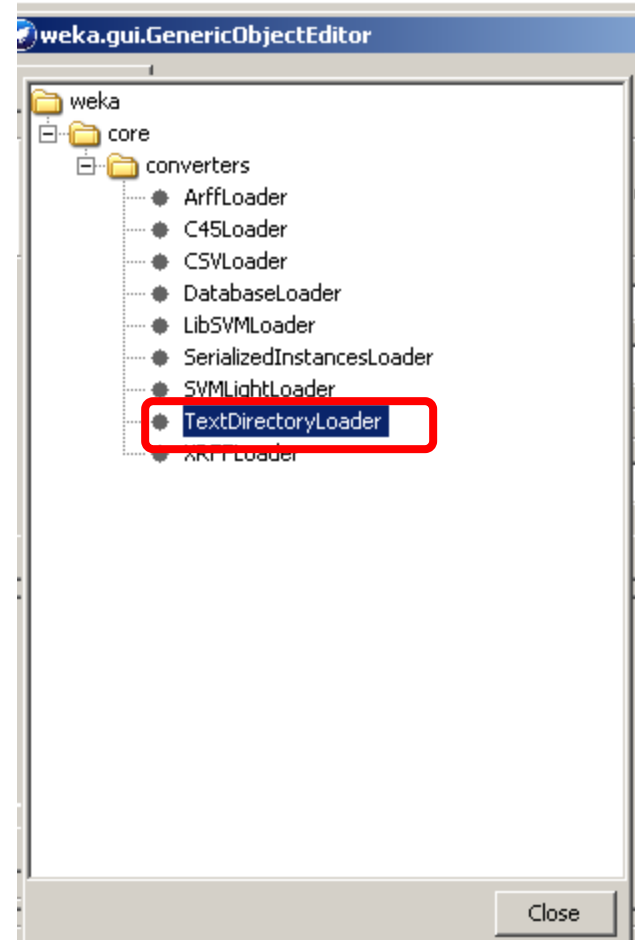 weka.gui.GenericObjectEditor
weka
core
converters
ArffLoader
C45Loader
CSVLoader
DatabaseLoader
LibSVMLoader
SerializedInstancesLoader
SVMLightLoader
TextDirectoryLoader
XRFFLoader
Close